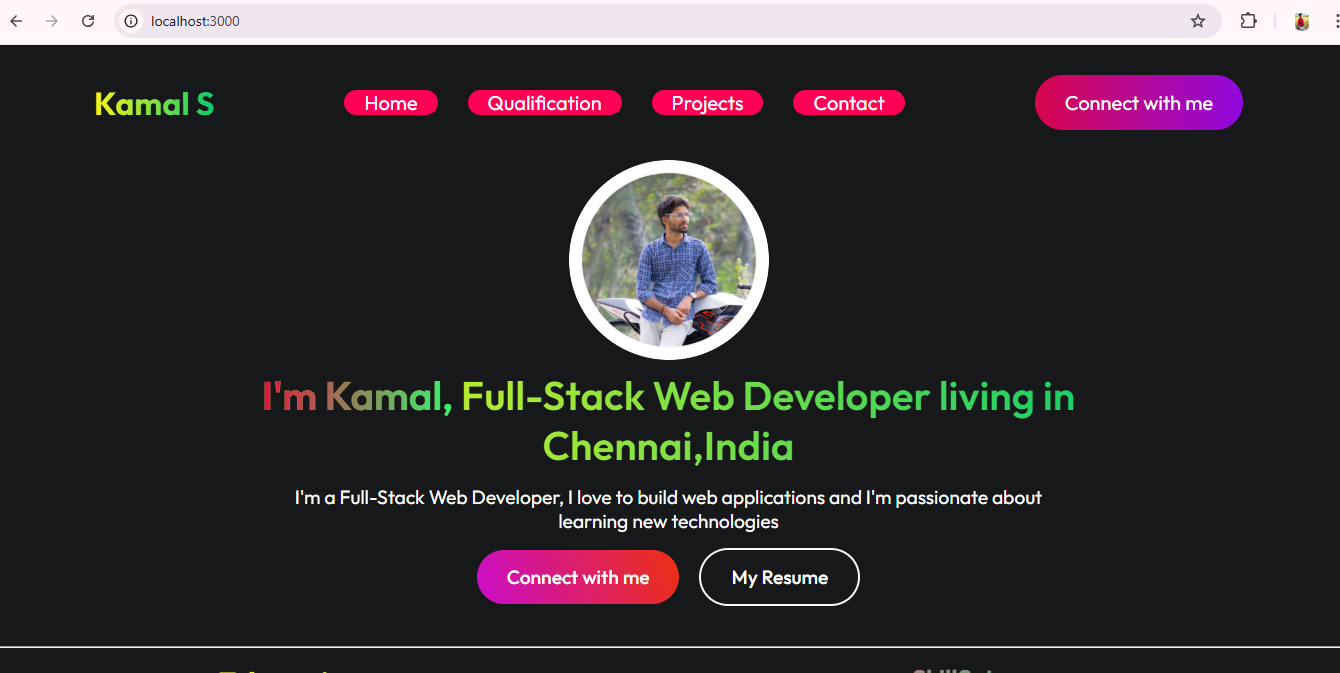 localhost:3000
Kamal S
Home
Qualification
Projects
Contact
Connect with me
I'm Kamal, Full-Stack Web Developer living in
Chennai,India
I'm a Full-Stack Web Developer, I love to build web applications and I'm passionate about
learning new technologies
Connect with me
My Resume